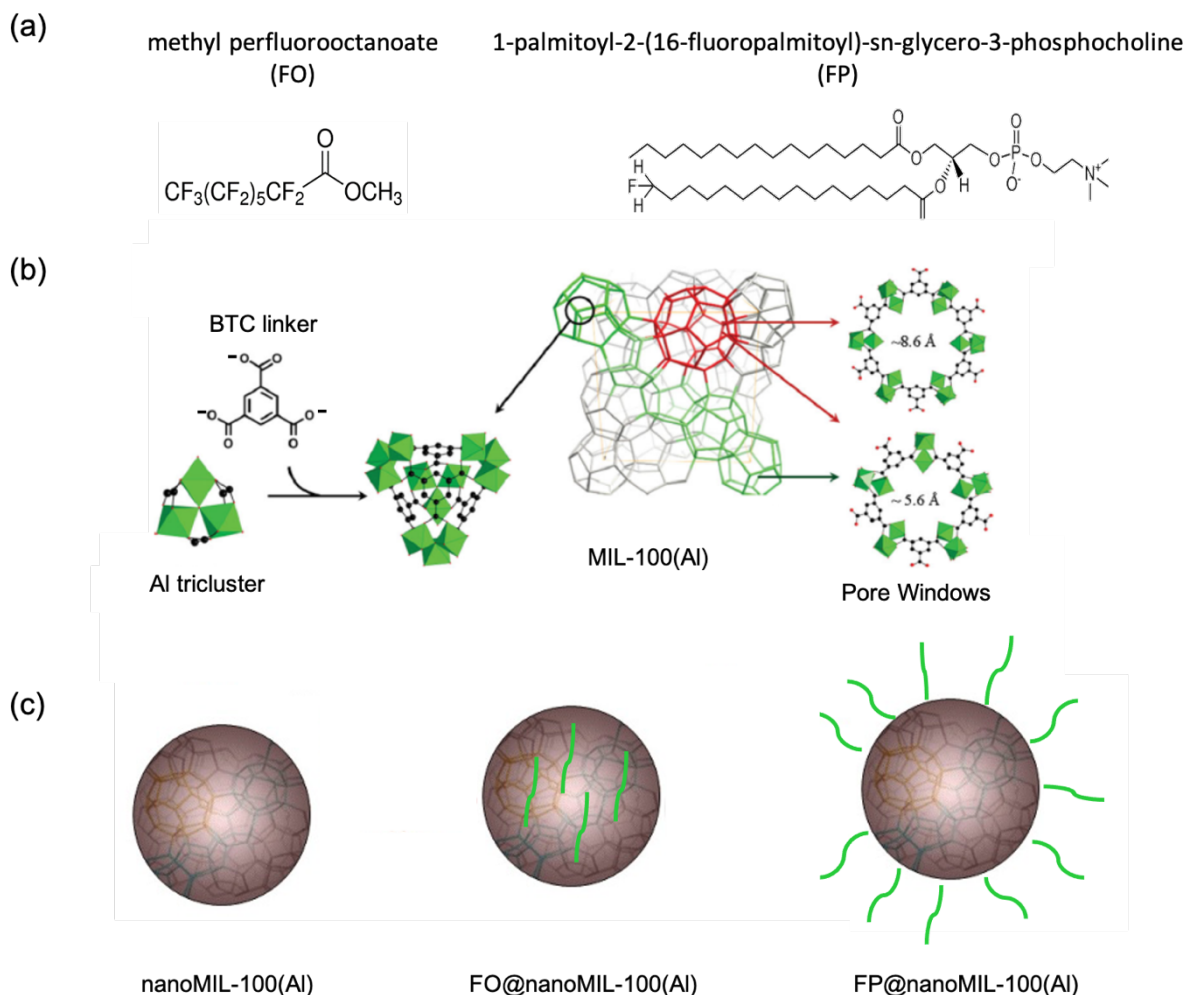 (a)
methyl perfluorooctanoate
(FO)
1-palmitoyl-2-(16-fluoropalmitoyl)-sn-glycero-3-phosphocholine
(FP)
O
CF₃(CF₂)₅CF₂
OCH₃
O
O
O
P
O
O⁻
N⁺
H
F
H
O
H
(b)
BTC linker
⁻O
O
O
O⁻
O
O⁻
Al tricluster
MIL-100(Al)
~8.6 Å
~5.6 Å
Pore Windows
(c)
nanoMIL-100(Al)
FO@nanoMIL-100(Al)
FP@nanoMIL-100(Al)